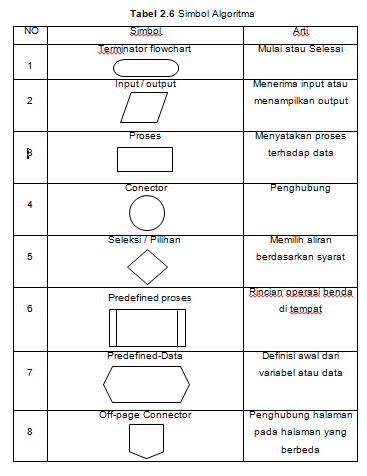 Tabel 2.6 Simbol Algoritma
NO Simbol Arti
Terminator flowchart Mulai atau Selesai
1
Input / output Menerima input atau
2 menampilkan output
Proses Menyatakan proses
3 terhadap data
Conector Penghubung
4
Seleksi / Pilihan Memilih aliran
5 berdasarkan syarat
Predefined proses Rincian operasi benda
6 di tempat
Predefined-Data Definisi awal dari
7 variabel atau data
Off-page Connector Penghubung halaman
8 pada halaman yang
berbeda